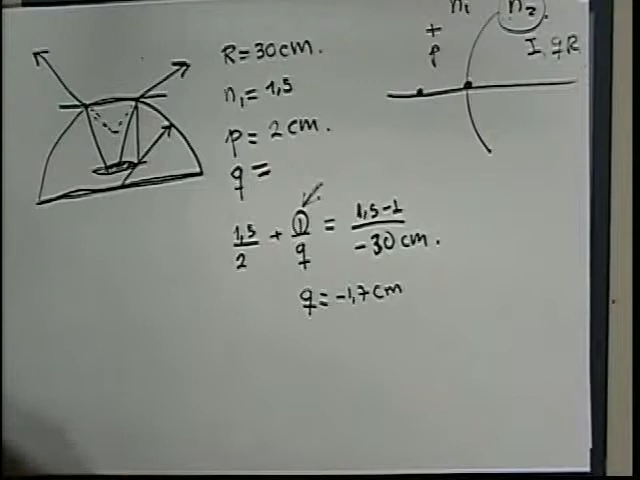 R = 30 cm.
n₁ = 1,5
p = 2 cm.
q =
1,5/2 + 1/q = 1,5-1/-30 cm.
q = -1,7 cm
n₁ n₂
+
p
I, q R